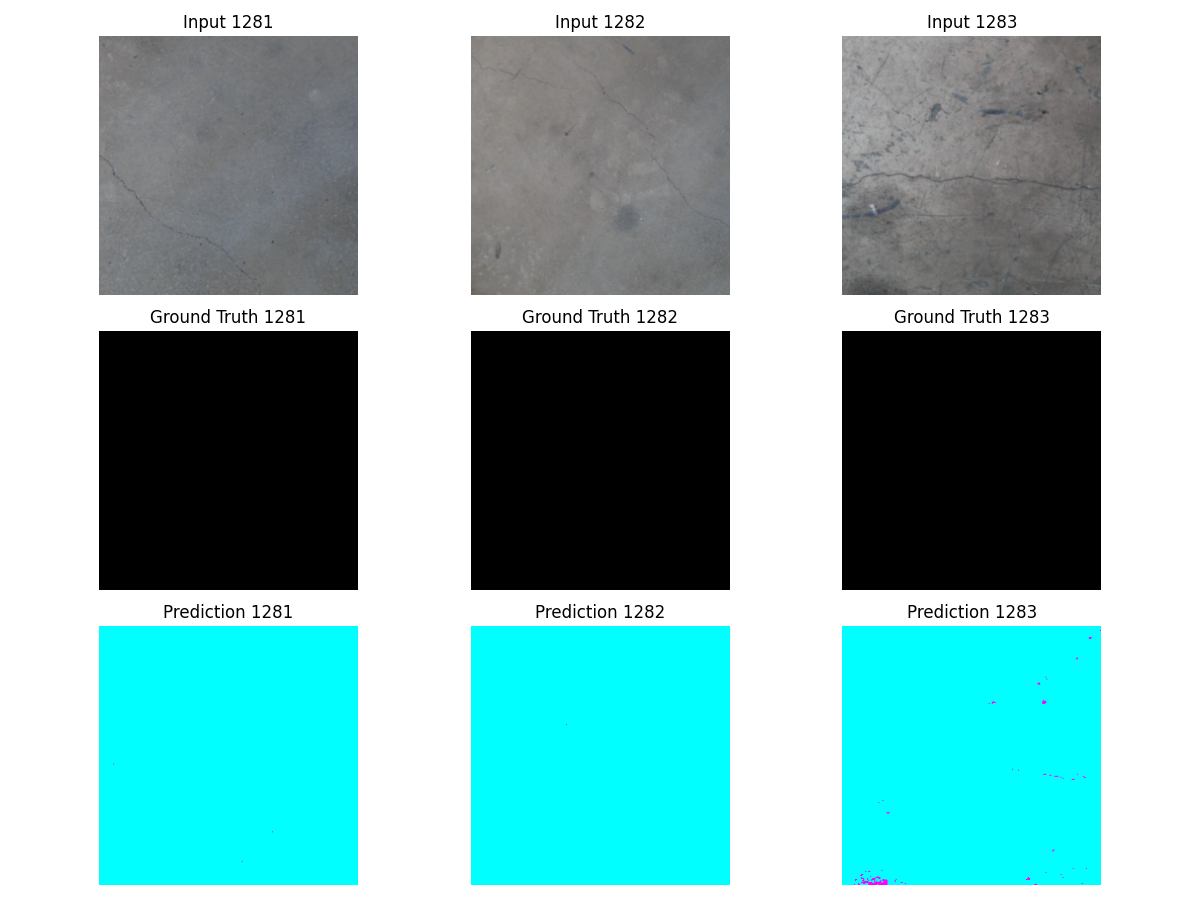 Input 1281
Input 1282
Input 1283
Ground Truth 1281
Ground Truth 1282
Ground Truth 1283
Prediction 1281
Prediction 1282
Prediction 1283